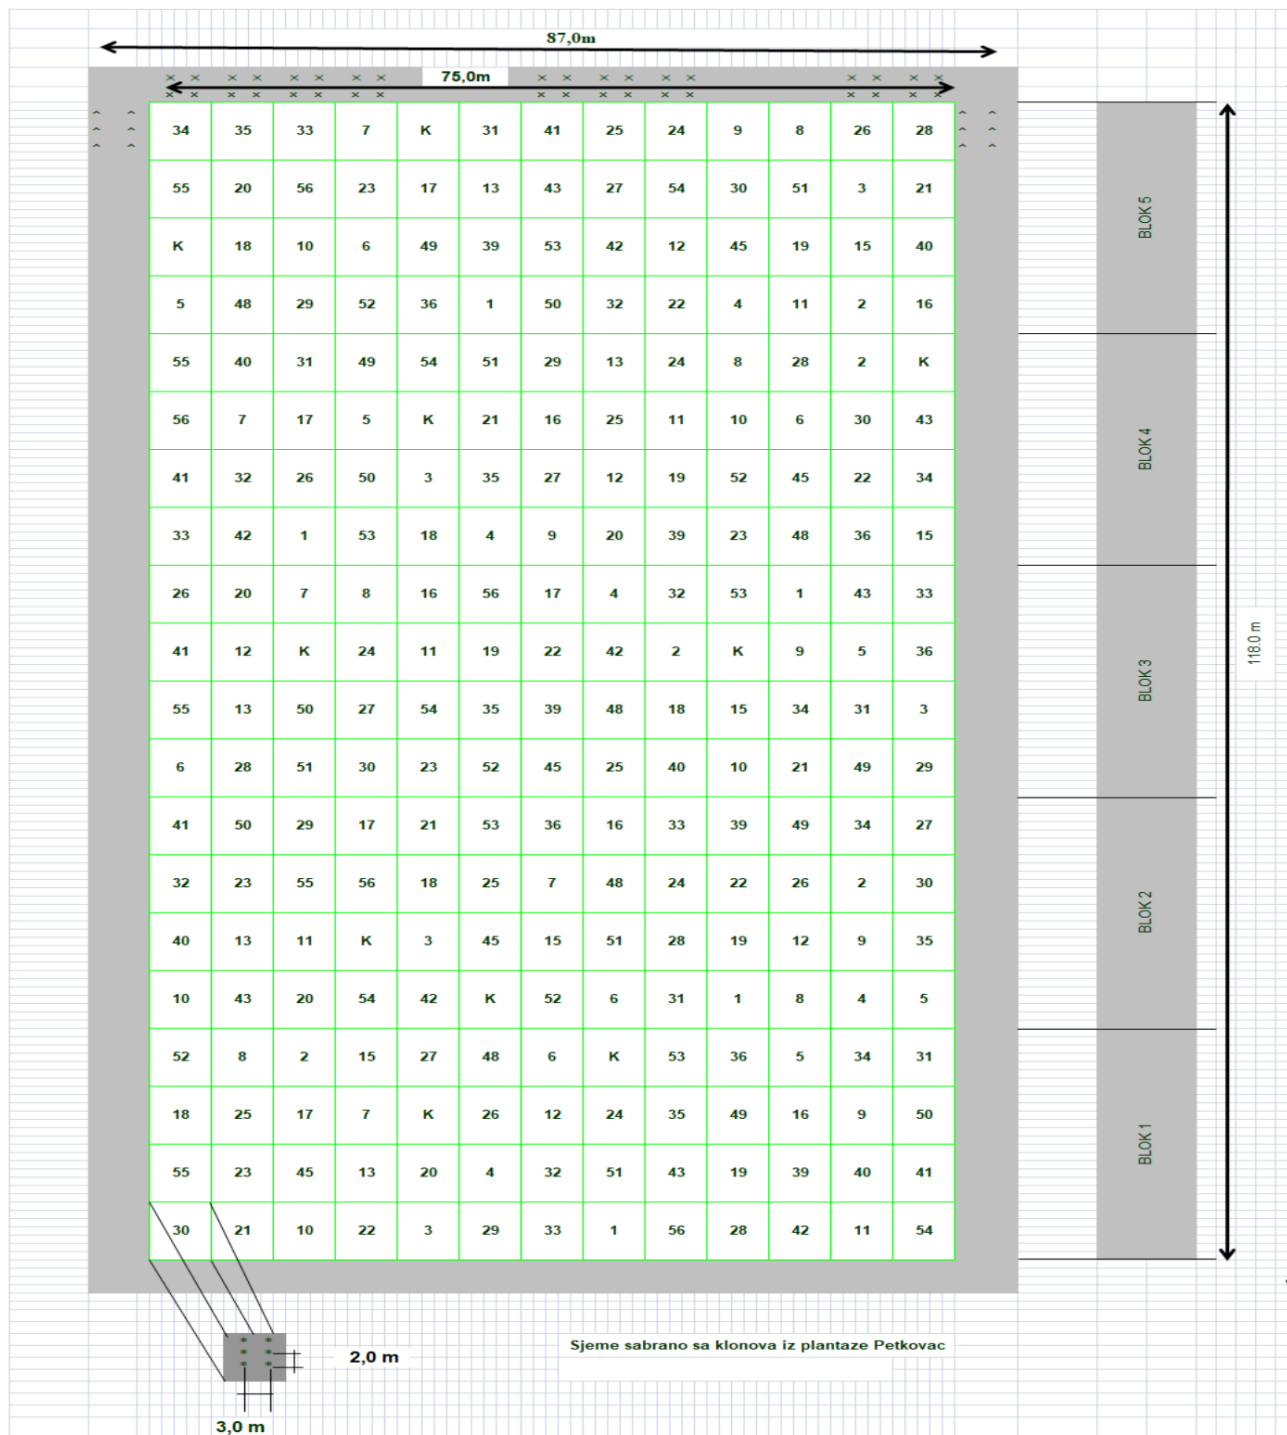 87,0m
75,0m
34 35 33 7 K 31 41 25 24 9 8 26 28
55 20 56 23 17 13 43 27 54 30 51 3 21
K 18 10 6 49 39 53 42 12 45 19 15 40
5 48 29 52 36 1 50 32 22 4 11 2 16
BLOK 5
55 40 31 49 54 51 29 13 24 8 28 2 K
56 7 17 5 K 21 16 25 11 10 6 30 43
41 32 26 50 3 35 27 12 19 52 45 22 34
33 42 1 53 18 4 9 20 39 23 48 36 15
BLOK 4
26 20 7 8 16 56 17 4 32 53 1 43 33
41 12 K 24 11 19 22 42 2 K 9 5 36
55 13 50 27 54 35 39 48 18 15 34 31 3
6 28 51 30 23 52 45 25 40 10 21 49 29
BLOK 3
118.0 m
41 50 29 17 21 53 36 16 33 39 49 34 27
32 23 55 56 18 25 7 48 24 22 26 2 30
40 13 11 K 3 45 15 51 28 19 12 9 35
10 43 20 54 42 K 52 6 31 1 8 4 5
BLOK 2
52 8 2 15 27 48 6 K 53 36 5 34 31
18 25 17 7 K 26 12 24 35 49 16 9 50
55 23 45 13 20 4 32 51 43 19 39 40 41
30 21 10 22 3 29 33 1 56 28 42 11 54
BLOK 1
2,0 m
3,0 m
Sjeme sabrano sa klonova iz plantaze Petkovac